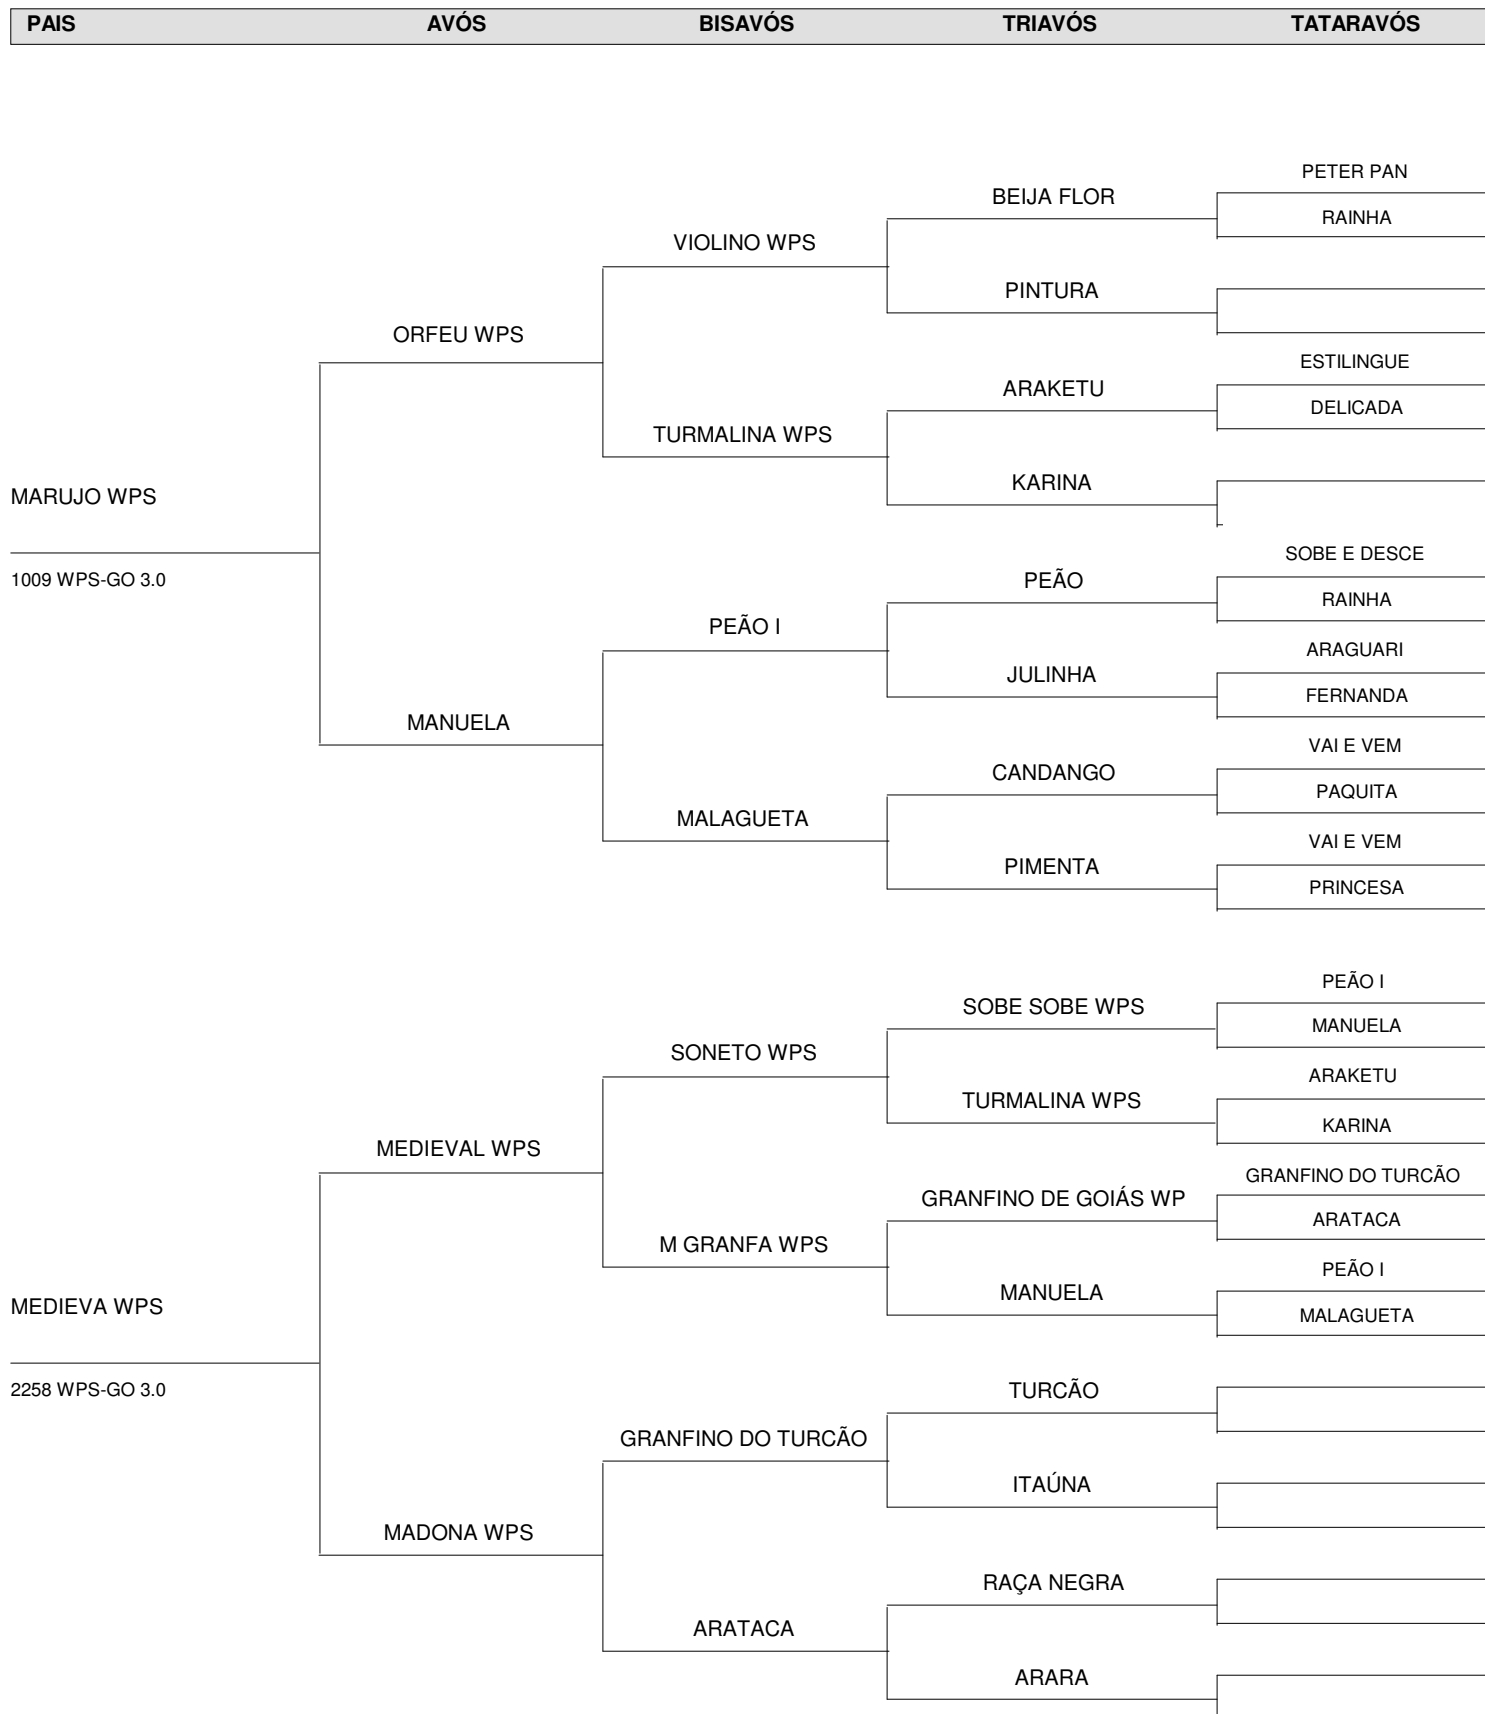 PAIS AVÓS BISAVÓS TRIAVÓS TATARAVÓS
PETER PAN
BEIJA FLOR
RAINHA
VIOLINO WPS
PINTURA
ORFEU WPS
ESTILINGUE
ARAKETU
DELICADA
TURMALINA WPS
KARINA
MARUJO WPS
SOBE E DESCE
1009 WPS-GO 3.0
PEÃO
RAINHA
PEÃO I
ARAGUARI
JULINHA
FERNANDA
MANUELA
VAI E VEM
CANDANGO
PAQUITA
MALAGUETA
VAI E VEM
PIMENTA
PRINCESA
PEÃO I
SOBE SOBE WPS
MANUELA
SONETO WPS
ARAKETU
TURMALINA WPS
KARINA
MEDIEVAL WPS
GRANFINO DO TURCÃO
GRANFINO DE GOIÁS WP
ARATACA
M GRANFA WPS
PEÃO I
MANUELA
MEDIEVA WPS
MALAGUETA
2258 WPS-GO 3.0
TURCÃO
GRANFINO DO TURCÃO
ITAÚNA
MADONA WPS
RAÇA NEGRA
ARATACA
ARARA